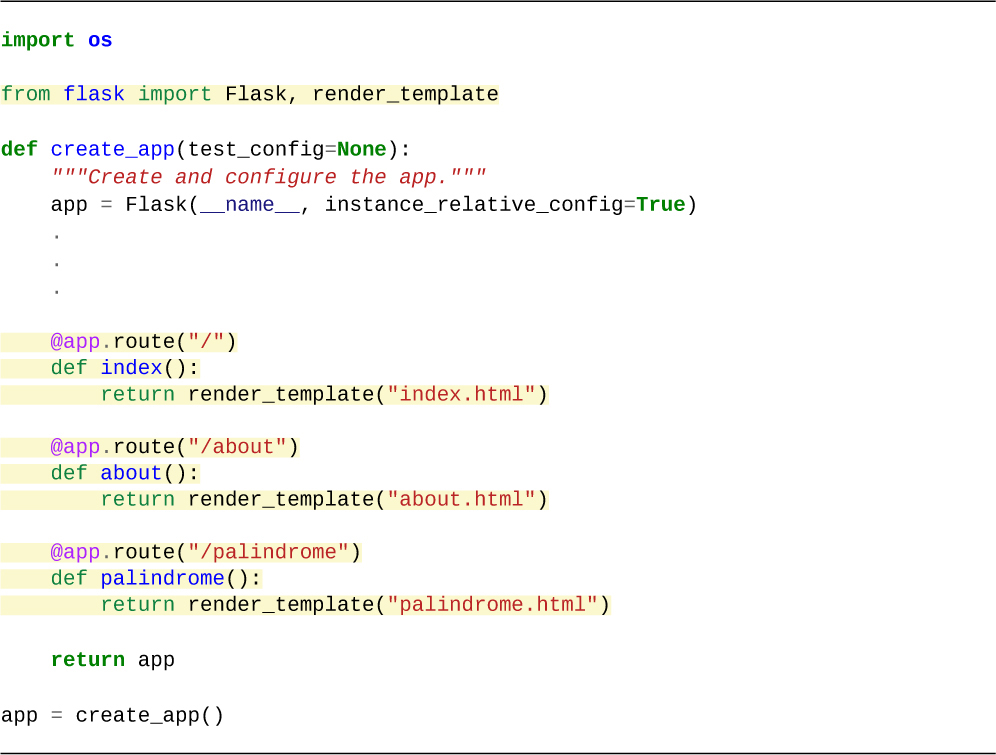 import os

from flask import Flask, render_template

def create_app(test_config=None):
    """Create and configure the app."""
    app = Flask(__name__, instance_relative_config=True)
    .
    .
    .

    @app.route("/")
    def index():
        return render_template("index.html")

    @app.route("/about")
    def about():
        return render_template("about.html")

    @app.route("/palindrome")
    def palindrome():
        return render_template("palindrome.html")

    return app

app = create_app()